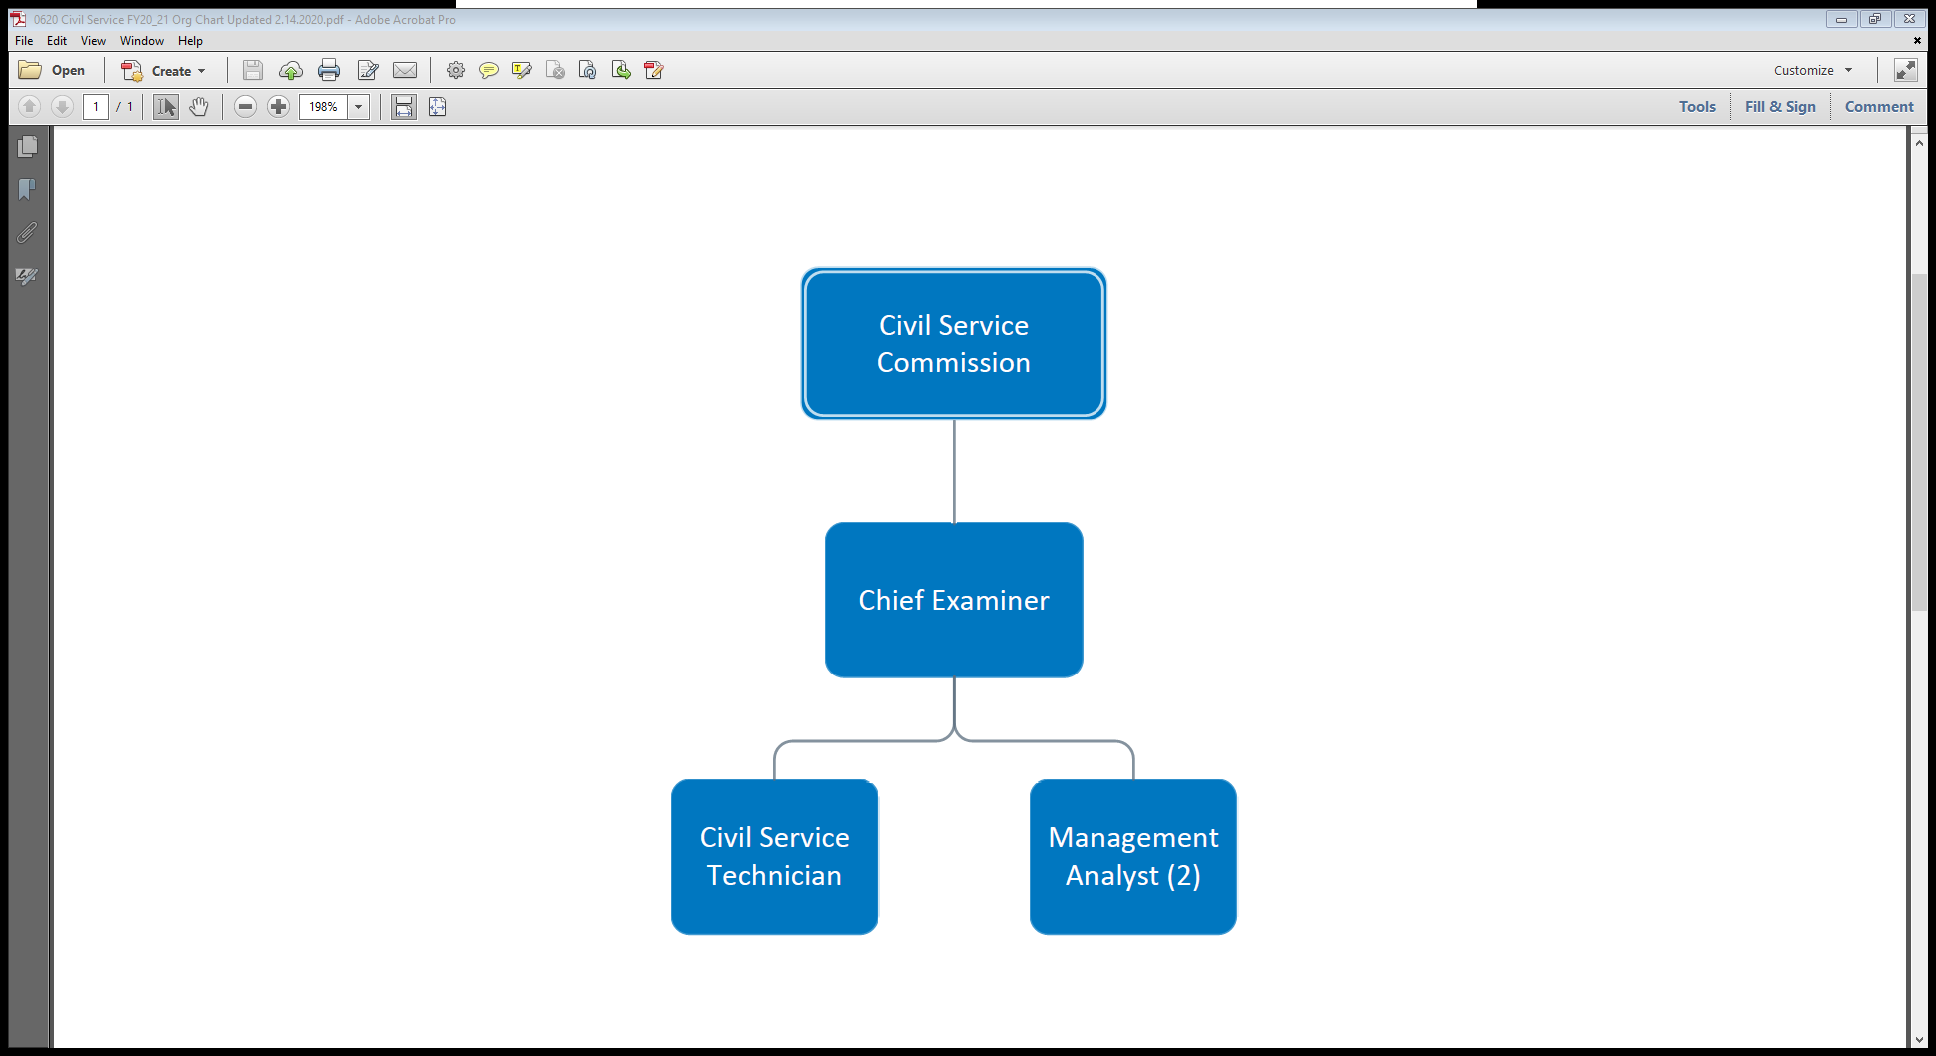 0620 Civil Service FY20_21 Org Chart Updated 2.14.2020.pdf - Adobe Acrobat Pro
File Edit View Window Help
Open Create Customize
1 / 1 198% Tools Fill & Sign Comment
Civil Service
Commission
Chief Examiner
Civil Service
Technician
Management
Analyst (2)